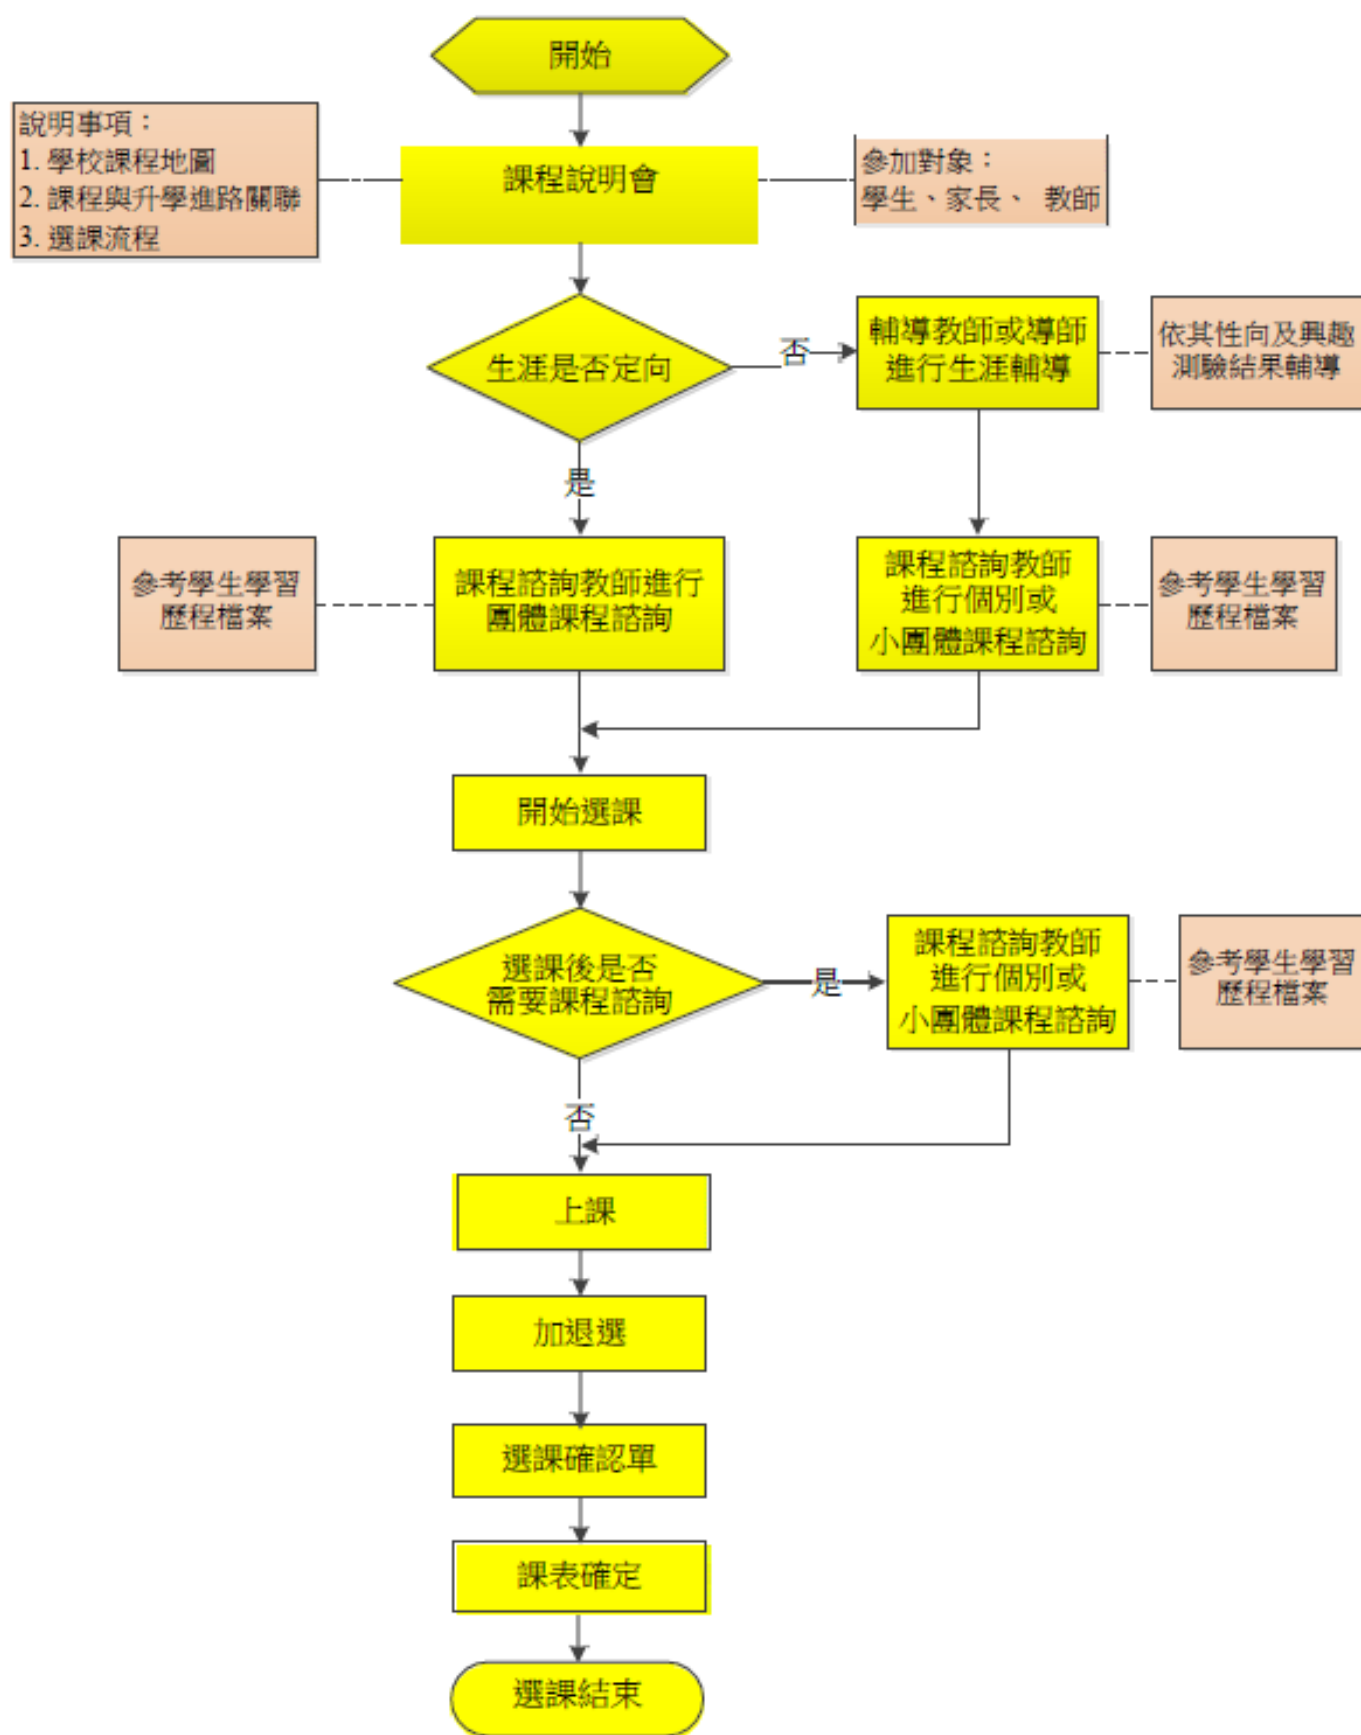 開始
說明事項：
1. 學校課程地圖
2. 課程與升學進路關聯
3. 選課流程
課程說明會
參加對象：
學生、家長、 教師
生涯是否定向
否
輔導教師或導師
進行生涯輔導
依其性向及興趣
測驗結果輔導
是
參考學生學習
歷程檔案
課程諮詢教師進行
團體課程諮詢
課程諮詢教師
進行個別或
小團體課程諮詢
參考學生學習
歷程檔案
開始選課
選課後是否
需要課程諮詢
是
課程諮詢教師
進行個別或
小團體課程諮詢
參考學生學習
歷程檔案
否
上課
加退選
選課確認單
課表確定
選課結束